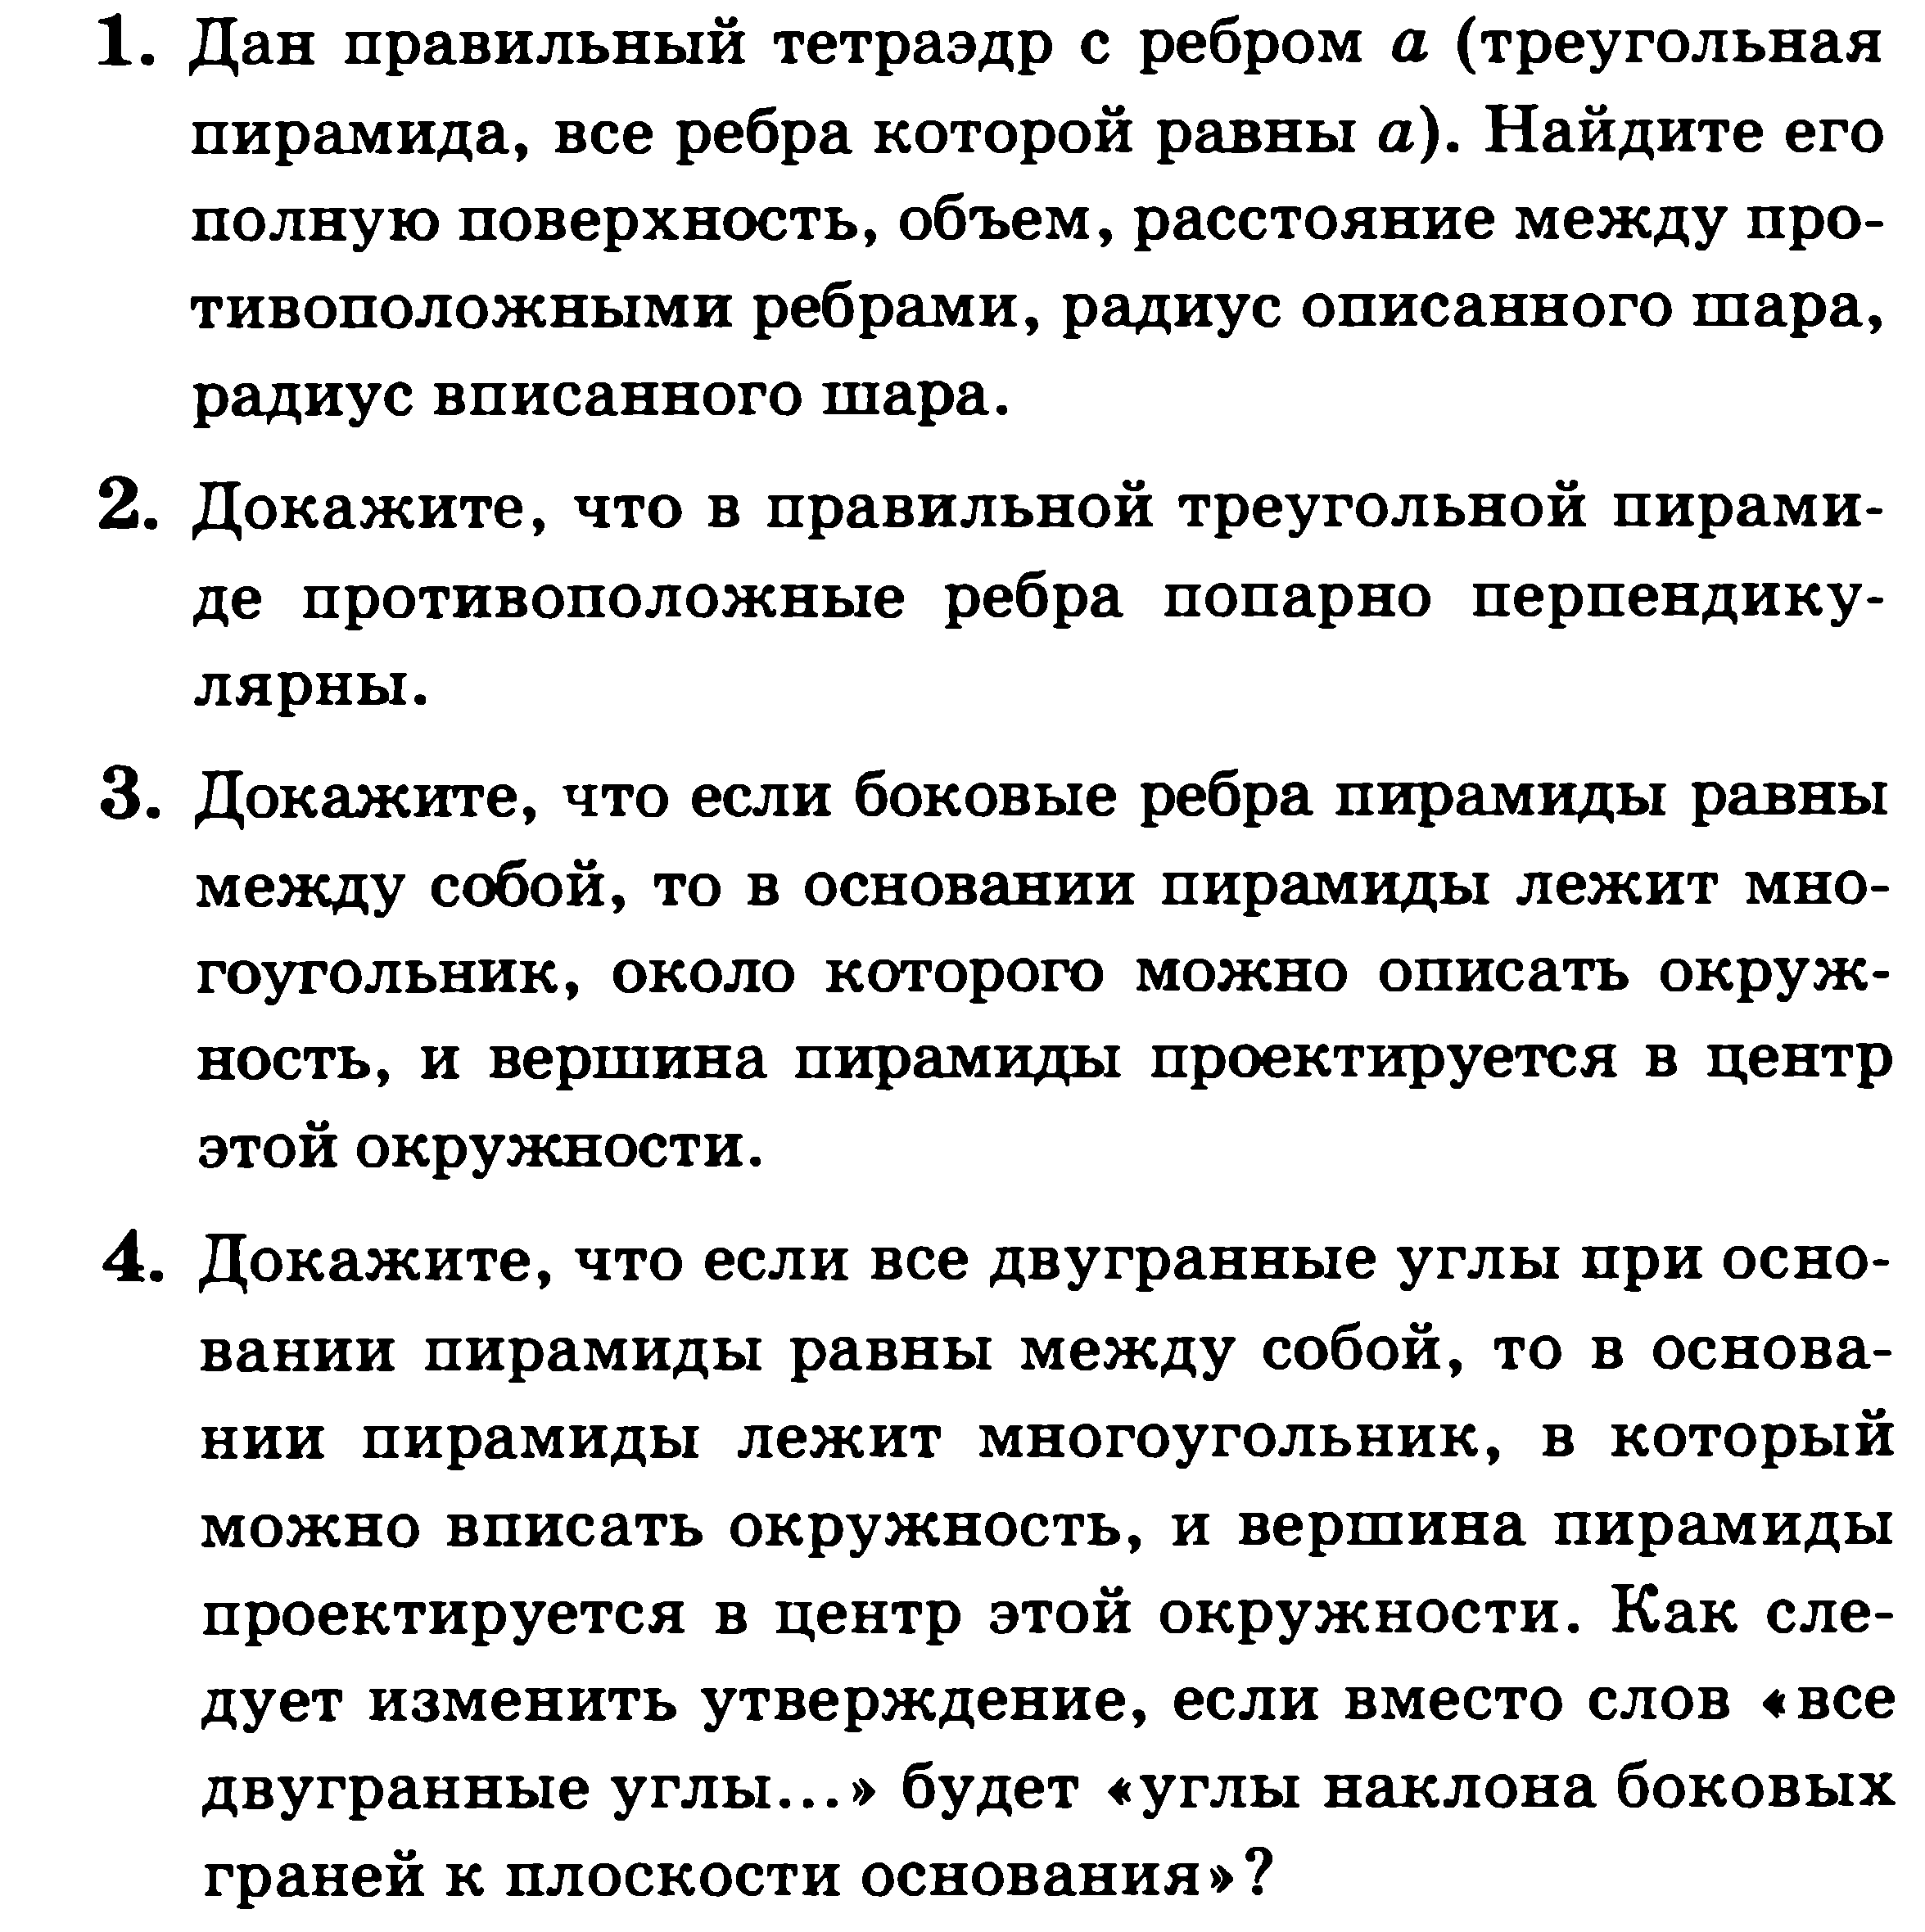 1. Дан правильный тетраэдр с ребром a (треугольная
пирамида, все ребра которой равны a). Найдите его
полную поверхность, объем, расстояние между про-
тивоположными ребрами, радиус описанного шара,
радиус вписанного шара.
2. Докажите, что в правильной треугольной пирами-
де противоположные ребра попарно перпендику-
лярны.
3. Докажите, что если боковые ребра пирамиды равны
между собой, то в основании пирамиды лежит мно-
гоугольник, около которого можно описать окруж-
ность, и вершина пирамиды проектируется в центр
этой окружности.
4. Докажите, что если все двугранные углы при осно-
вании пирамиды равны между собой, то в основа-
нии пирамиды лежит многоугольник, в который
можно вписать окружность, и вершина пирамиды
проектируется в центр этой окружности. Как сле-
дует изменить утверждение, если вместо слов «все
двугранные углы...» будет «углы наклона боковых
граней к плоскости основания»?